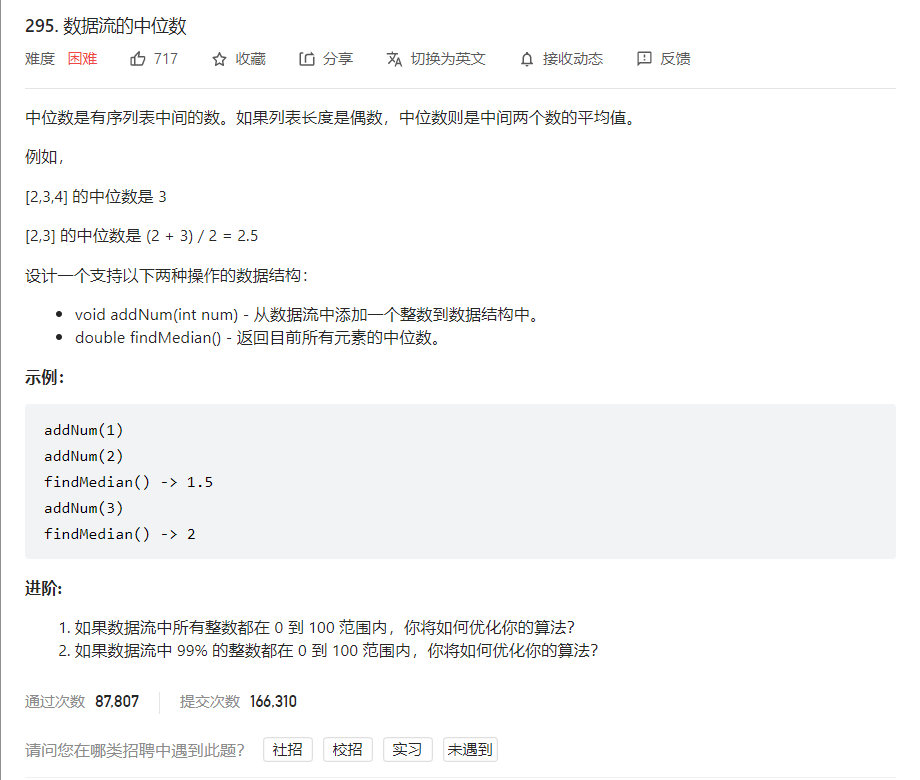 295. 数据流的中位数
难度 困难 717 收藏 分享 切换为英文 接收动态 反馈
中位数是有序列表中间的数。如果列表长度是偶数，中位数则是中间两个数的平均值。
例如，
[2,3,4] 的中位数是 3
[2,3] 的中位数是 (2 + 3) / 2 = 2.5
设计一个支持以下两种操作的数据结构：
• void addNum(int num) - 从数据流中添加一个整数到数据结构中。
• double findMedian() - 返回目前所有元素的中位数。
示例：
addNum(1)
addNum(2)
findMedian() -> 1.5
addNum(3)
findMedian() -> 2
进阶:
1. 如果数据流中所有整数都在 0 到 100 范围内，你将如何优化你的算法？
2. 如果数据流中 99% 的整数都在 0 到 100 范围内，你将如何优化你的算法？
通过次数 87,807 提交次数 166,310
请问您在哪类招聘中遇到此题？ 社招 校招 实习 未遇到